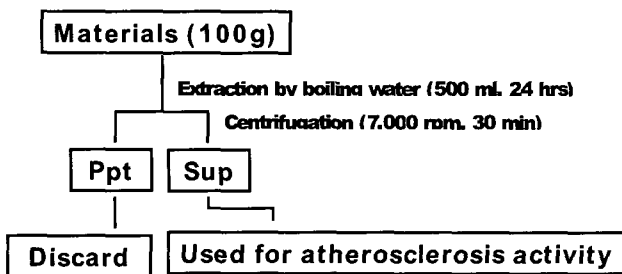 Materials (100g)
Extraction by boiling water (500 ml. 24 hrs)
Centrifugation (7.000 rpm. 30 min)
Ppt Sup
Discard Used for atherosclerosis activity